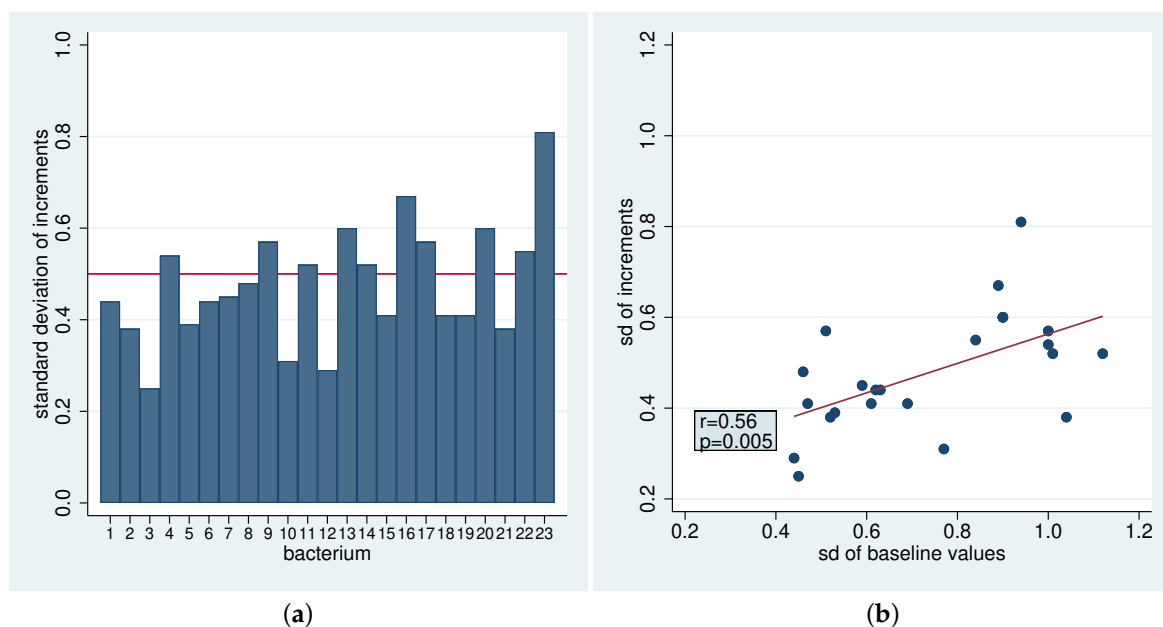 1.0
0.8
0.6
0.4
0.2
0.0
standard deviation of increments
1 2 3 4 5 6 7 8 9 10 11 12 13 14 15 16 17 18 19 20 21 22 23
bacterium
(a)
1.2
1.0
0.8
0.6
0.4
0.2
sd of increments
r=0.56
p=0.005
0.2 0.4 0.6 0.8 1.0 1.2
sd of baseline values
(b)